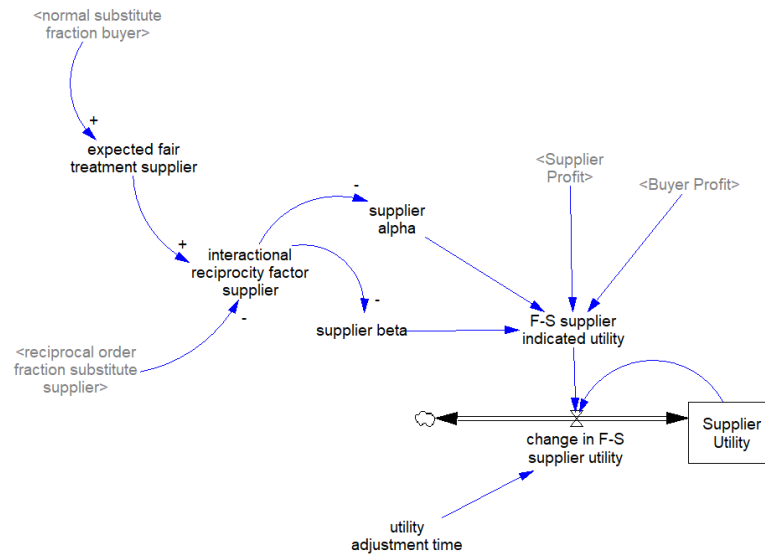 <normal substitute
fraction buyer>
+
expected fair
treatment supplier
+
interactional
reciprocity factor
supplier
-
<reciprocal order
fraction substitute
supplier>
-
supplier
alpha
-
supplier beta
<Supplier
Profit>
<Buyer Profit>
F-S supplier
indicated utility
change in F-S
supplier utility
Supplier
Utility
utility
adjustment time